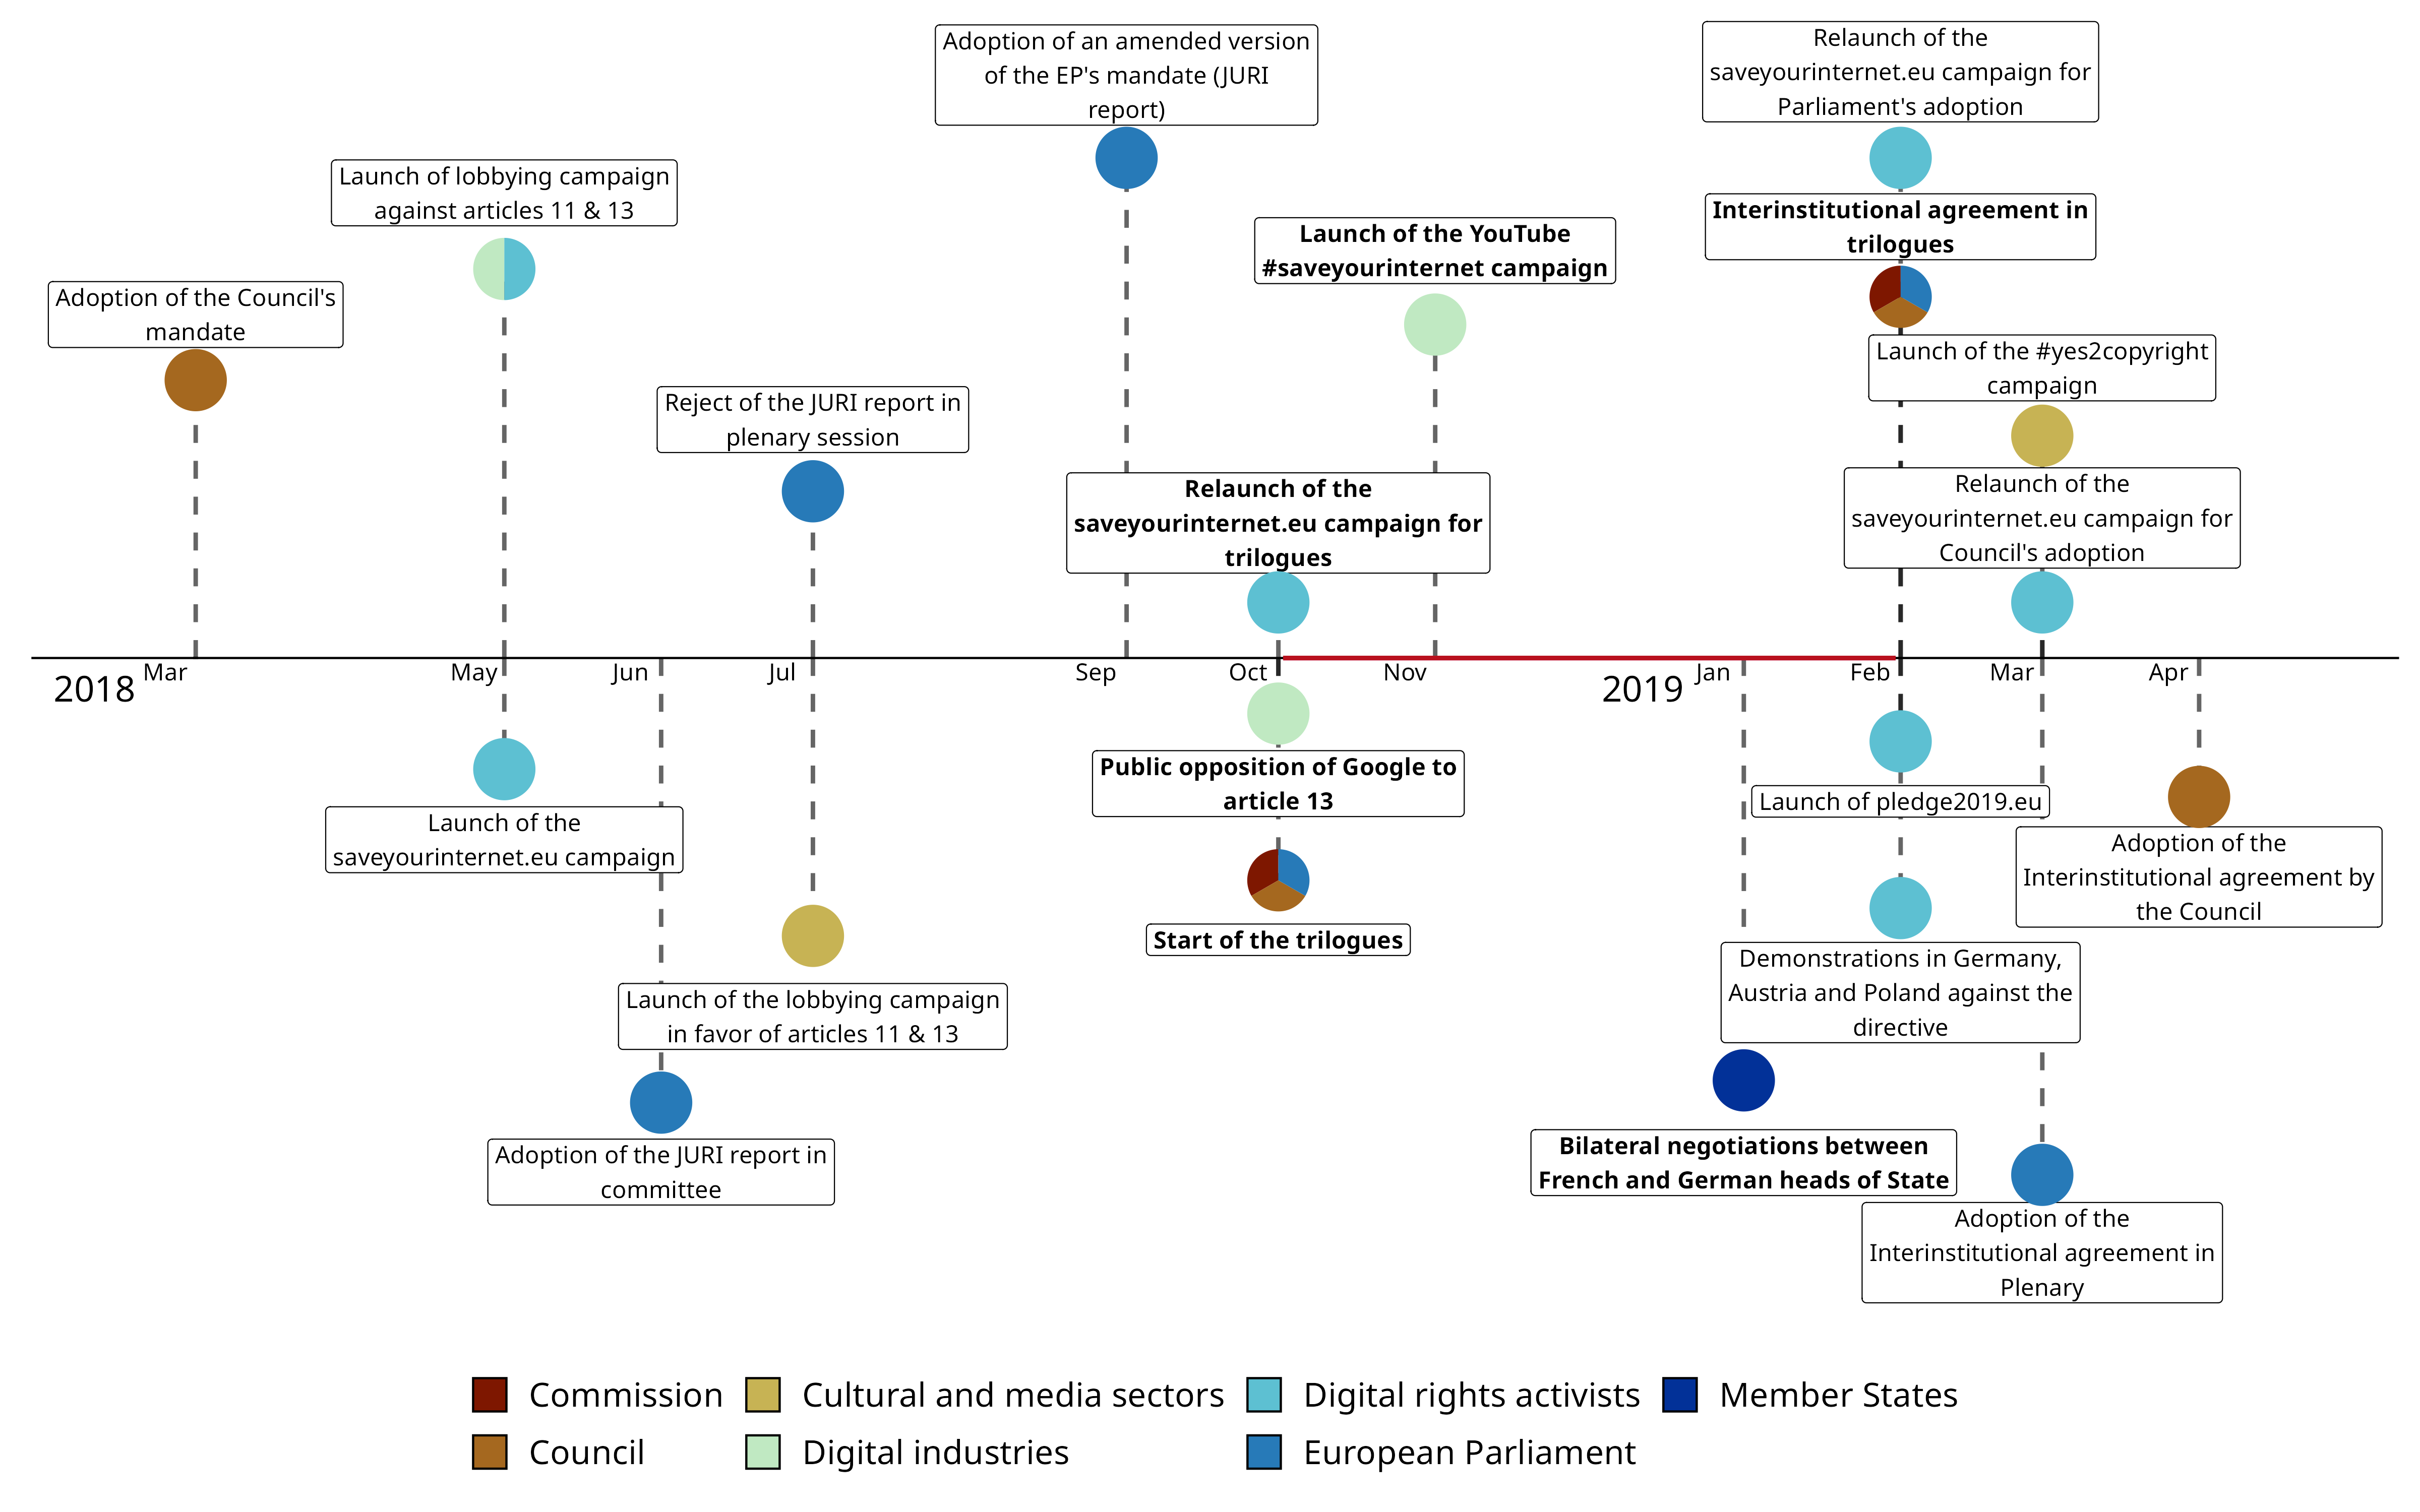 Adoption of an amended version
of the EP's mandate (JURI
report)
Relaunch of the
saveyourinternet.eu campaign for
Parliament's adoption
Launch of lobbying campaign
against articles 11 & 13
Interinstitutional agreement in
trilogues
Launch of the YouTube
#saveyourinternet campaign
Adoption of the Council's
mandate
Launch of the #yes2copyright
campaign
Reject of the JURI report in
plenary session
Relaunch of the
saveyourinternet.eu campaign for
trilogues
Relaunch of the
saveyourinternet.eu campaign for
Council's adoption
Mar
May
Jun
Jul
Sep
Oct
Nov
Jan
Feb
Mar
Apr
2018
2019
Public opposition of Google to
article 13
Launch of pledge2019.eu
Launch of the
saveyourinternet.eu campaign
Adoption of the
Interinstitutional agreement by
the Council
Start of the trilogues
Demonstrations in Germany,
Austria and Poland against the
directive
Launch of the lobbying campaign
in favor of articles 11 & 13
Bilateral negotiations between
French and German heads of State
Adoption of the JURI report in
committee
Adoption of the
Interinstitutional agreement in
Plenary
Commission
Cultural and media sectors
Digital rights activists
Member States
Council
Digital industries
European Parliament